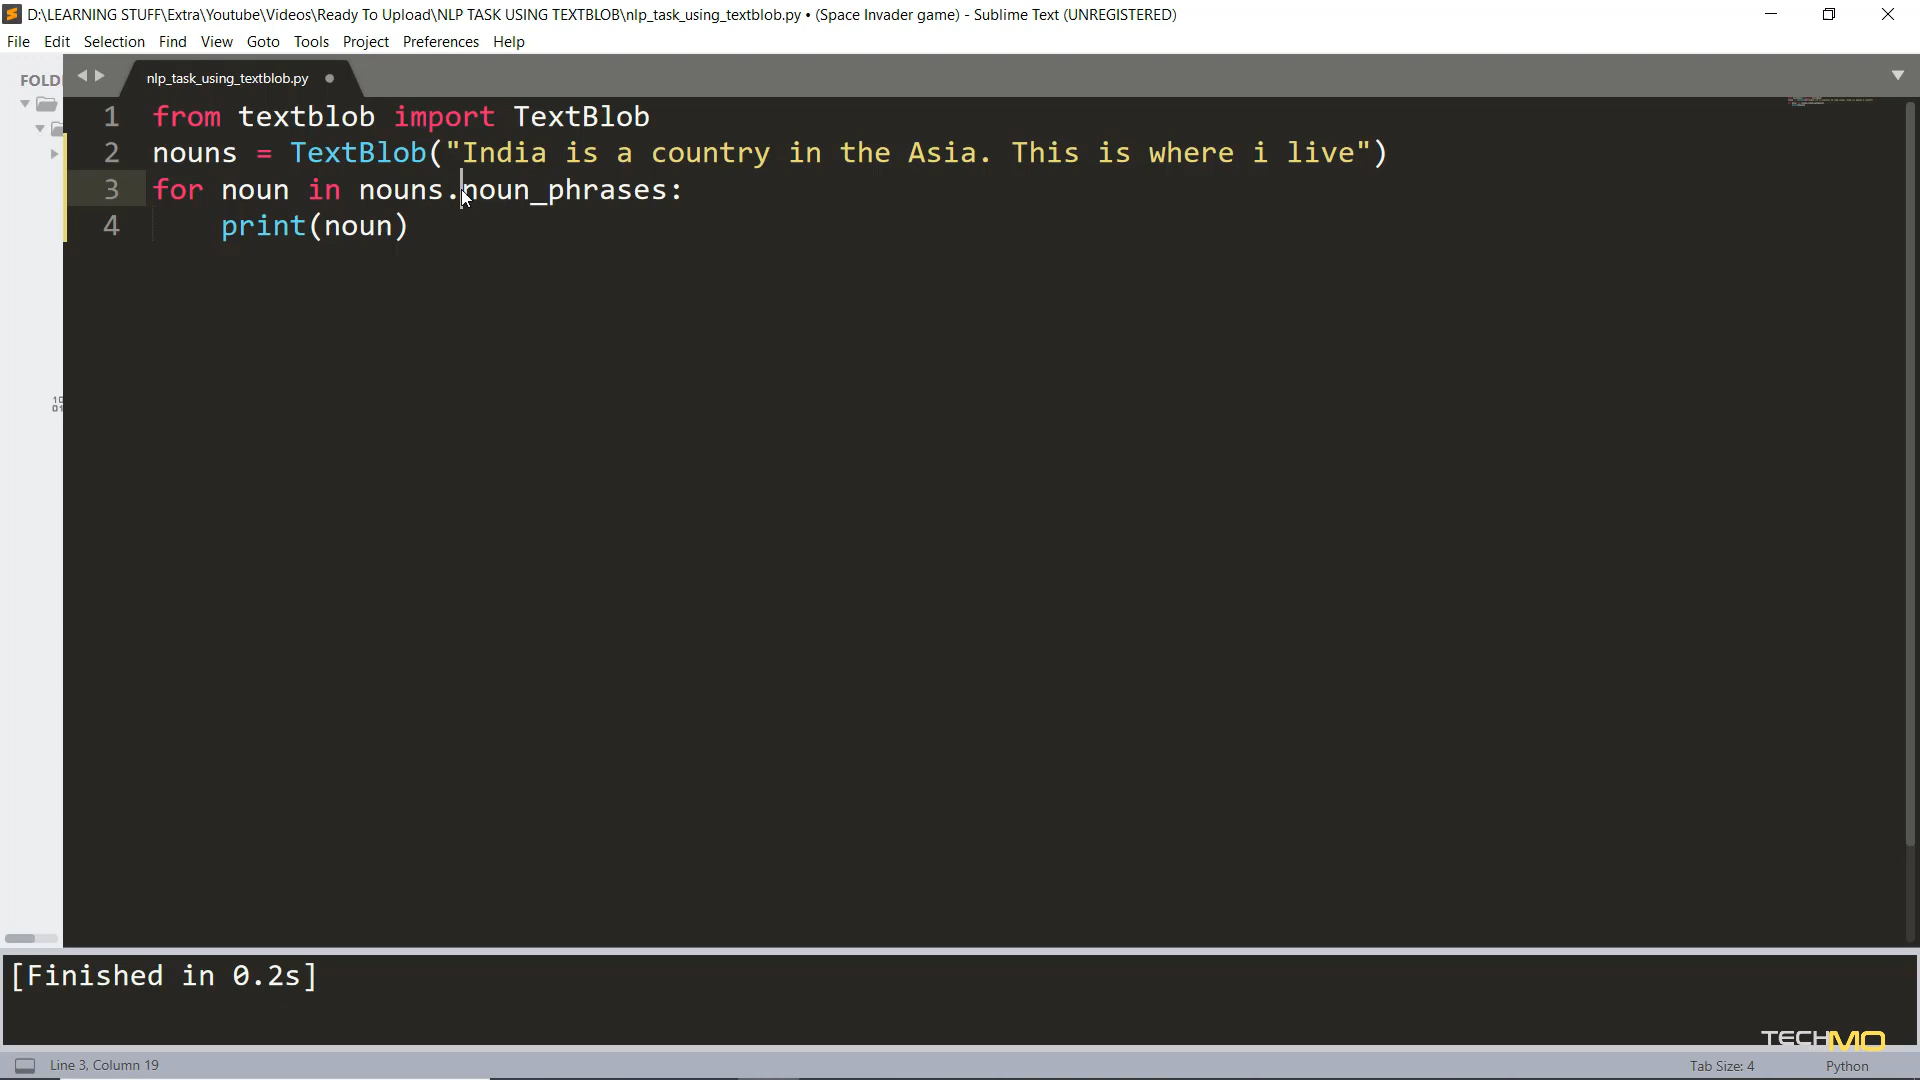 D:\LEARNING STUFF\Extra\Youtube\Videos\Ready To Upload\NLP TASK USING TEXTBLOB\nlp_task_using_textblob.py • (Space Invader game) - Sublime Text (UNREGISTERED)
File Edit Selection Find View Goto Tools Project Preferences Help
FOLD
nlp_task_using_textblob.py
1 from textblob import TextBlob
2 nouns = TextBlob("India is a country in the Asia. This is where i live")
3 for noun in nouns.noun_phrases:
4 print(noun)
[Finished in 0.2s]
TECHMO
Line 3, Column 19 Tab Size: 4 Python